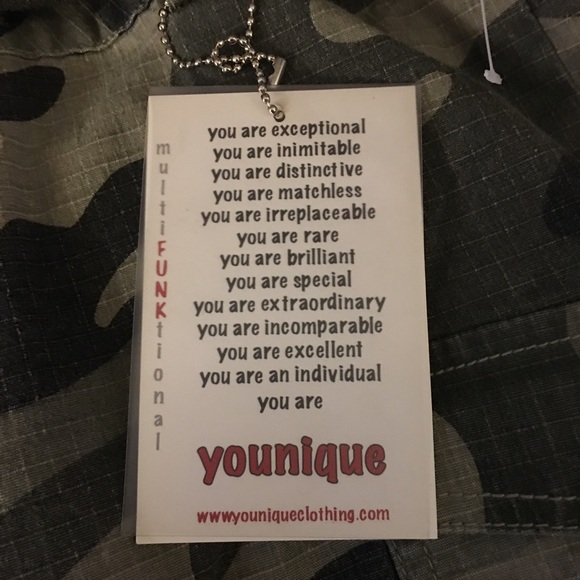 you are exceptional
you are inimitable
you are distinctive
you are matchless
you are irreplaceable
you are rare
you are brilliant
you are special
you are extraordinary
you are incomparable
you are excellent
you are an individual
you are
younique
www.youniqueclothing.com
multiFUNKtional